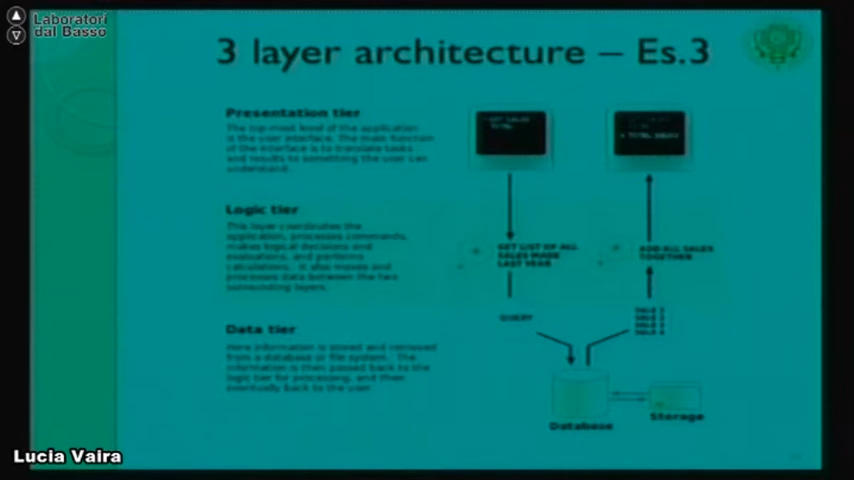 Laboratori
dal Basso
3 layer architecture – Es.3
Presentation tier
The top-most level of the application
is the user interface. The main function
of the interface is to translate tasks
and results to something the user can
understand.
Logic tier
This layer coordinates the
application, processes commands,
makes logical decisions and
evaluations, and performs
calculations. It also moves and
processes data between the two
surrounding layers.
Data tier
Here information is stored and retrieved
from a database or file system. The
information is then passed back to the
logic tier for processing, and then
eventually back to the user.
GET SALES
TOTAL
TOTAL SALES
GET LIST OF ALL
SALES MADE
LAST YEAR
ADD ALL SALES
TOGETHER
QUERY
SALE 1
SALE 2
SALE 3
SALE 4
Database
Storage
Lucia Vaira